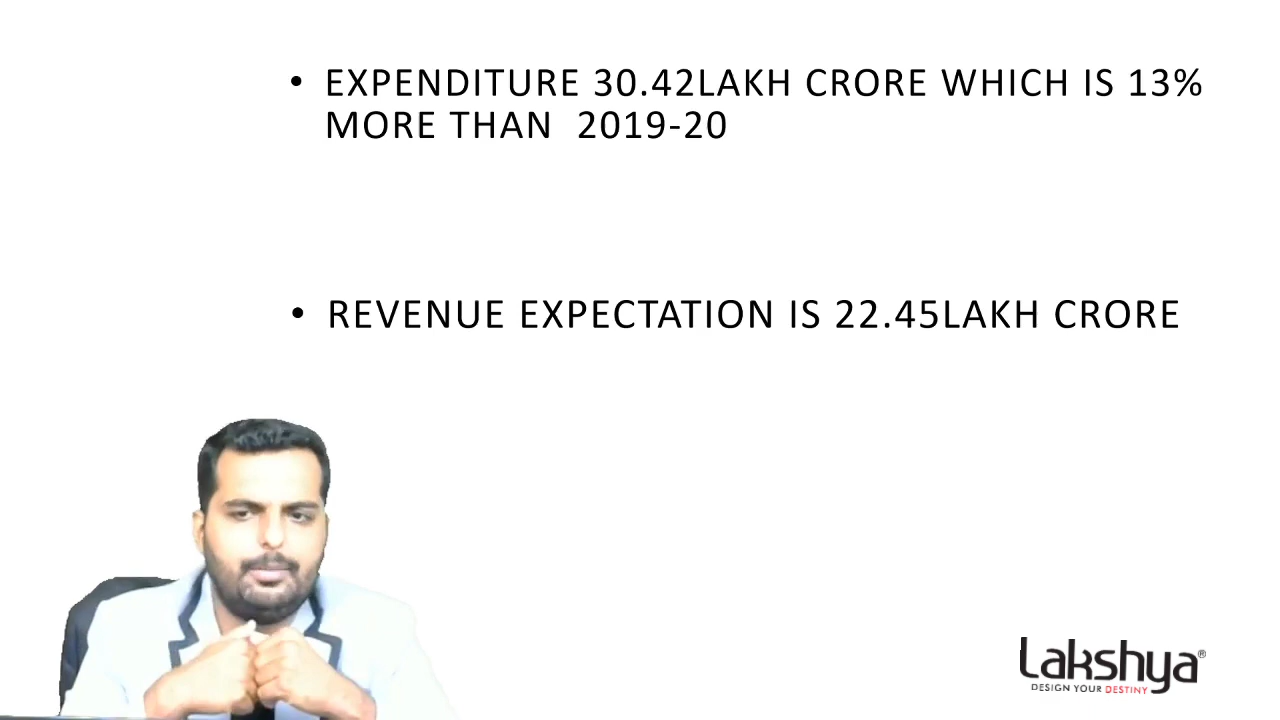 • EXPENDITURE 30.42LAKH CRORE WHICH IS 13%
MORE THAN 2019-20
• REVENUE EXPECTATION IS 22.45LAKH CRORE
Lakshya®
DESIGN YOUR DESTINY